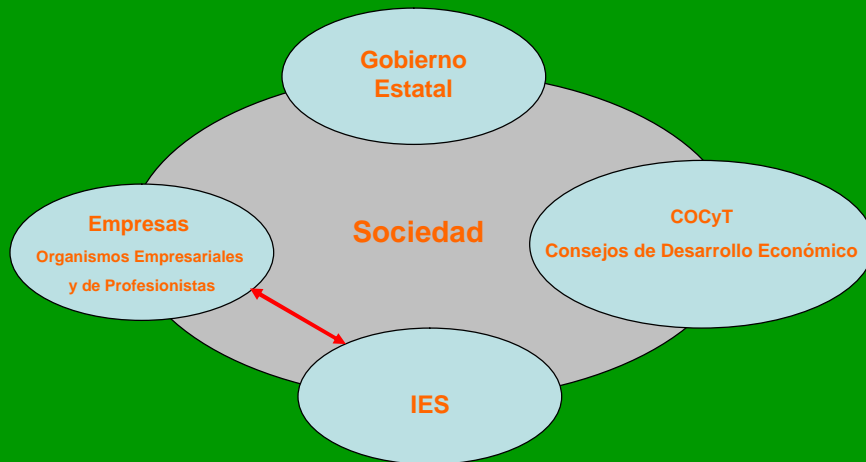 Gobierno
Estatal
Empresas
Organismos Empresariales
y de Profesionistas
Sociedad
COCyT
Consejos de Desarrollo Económico
IES